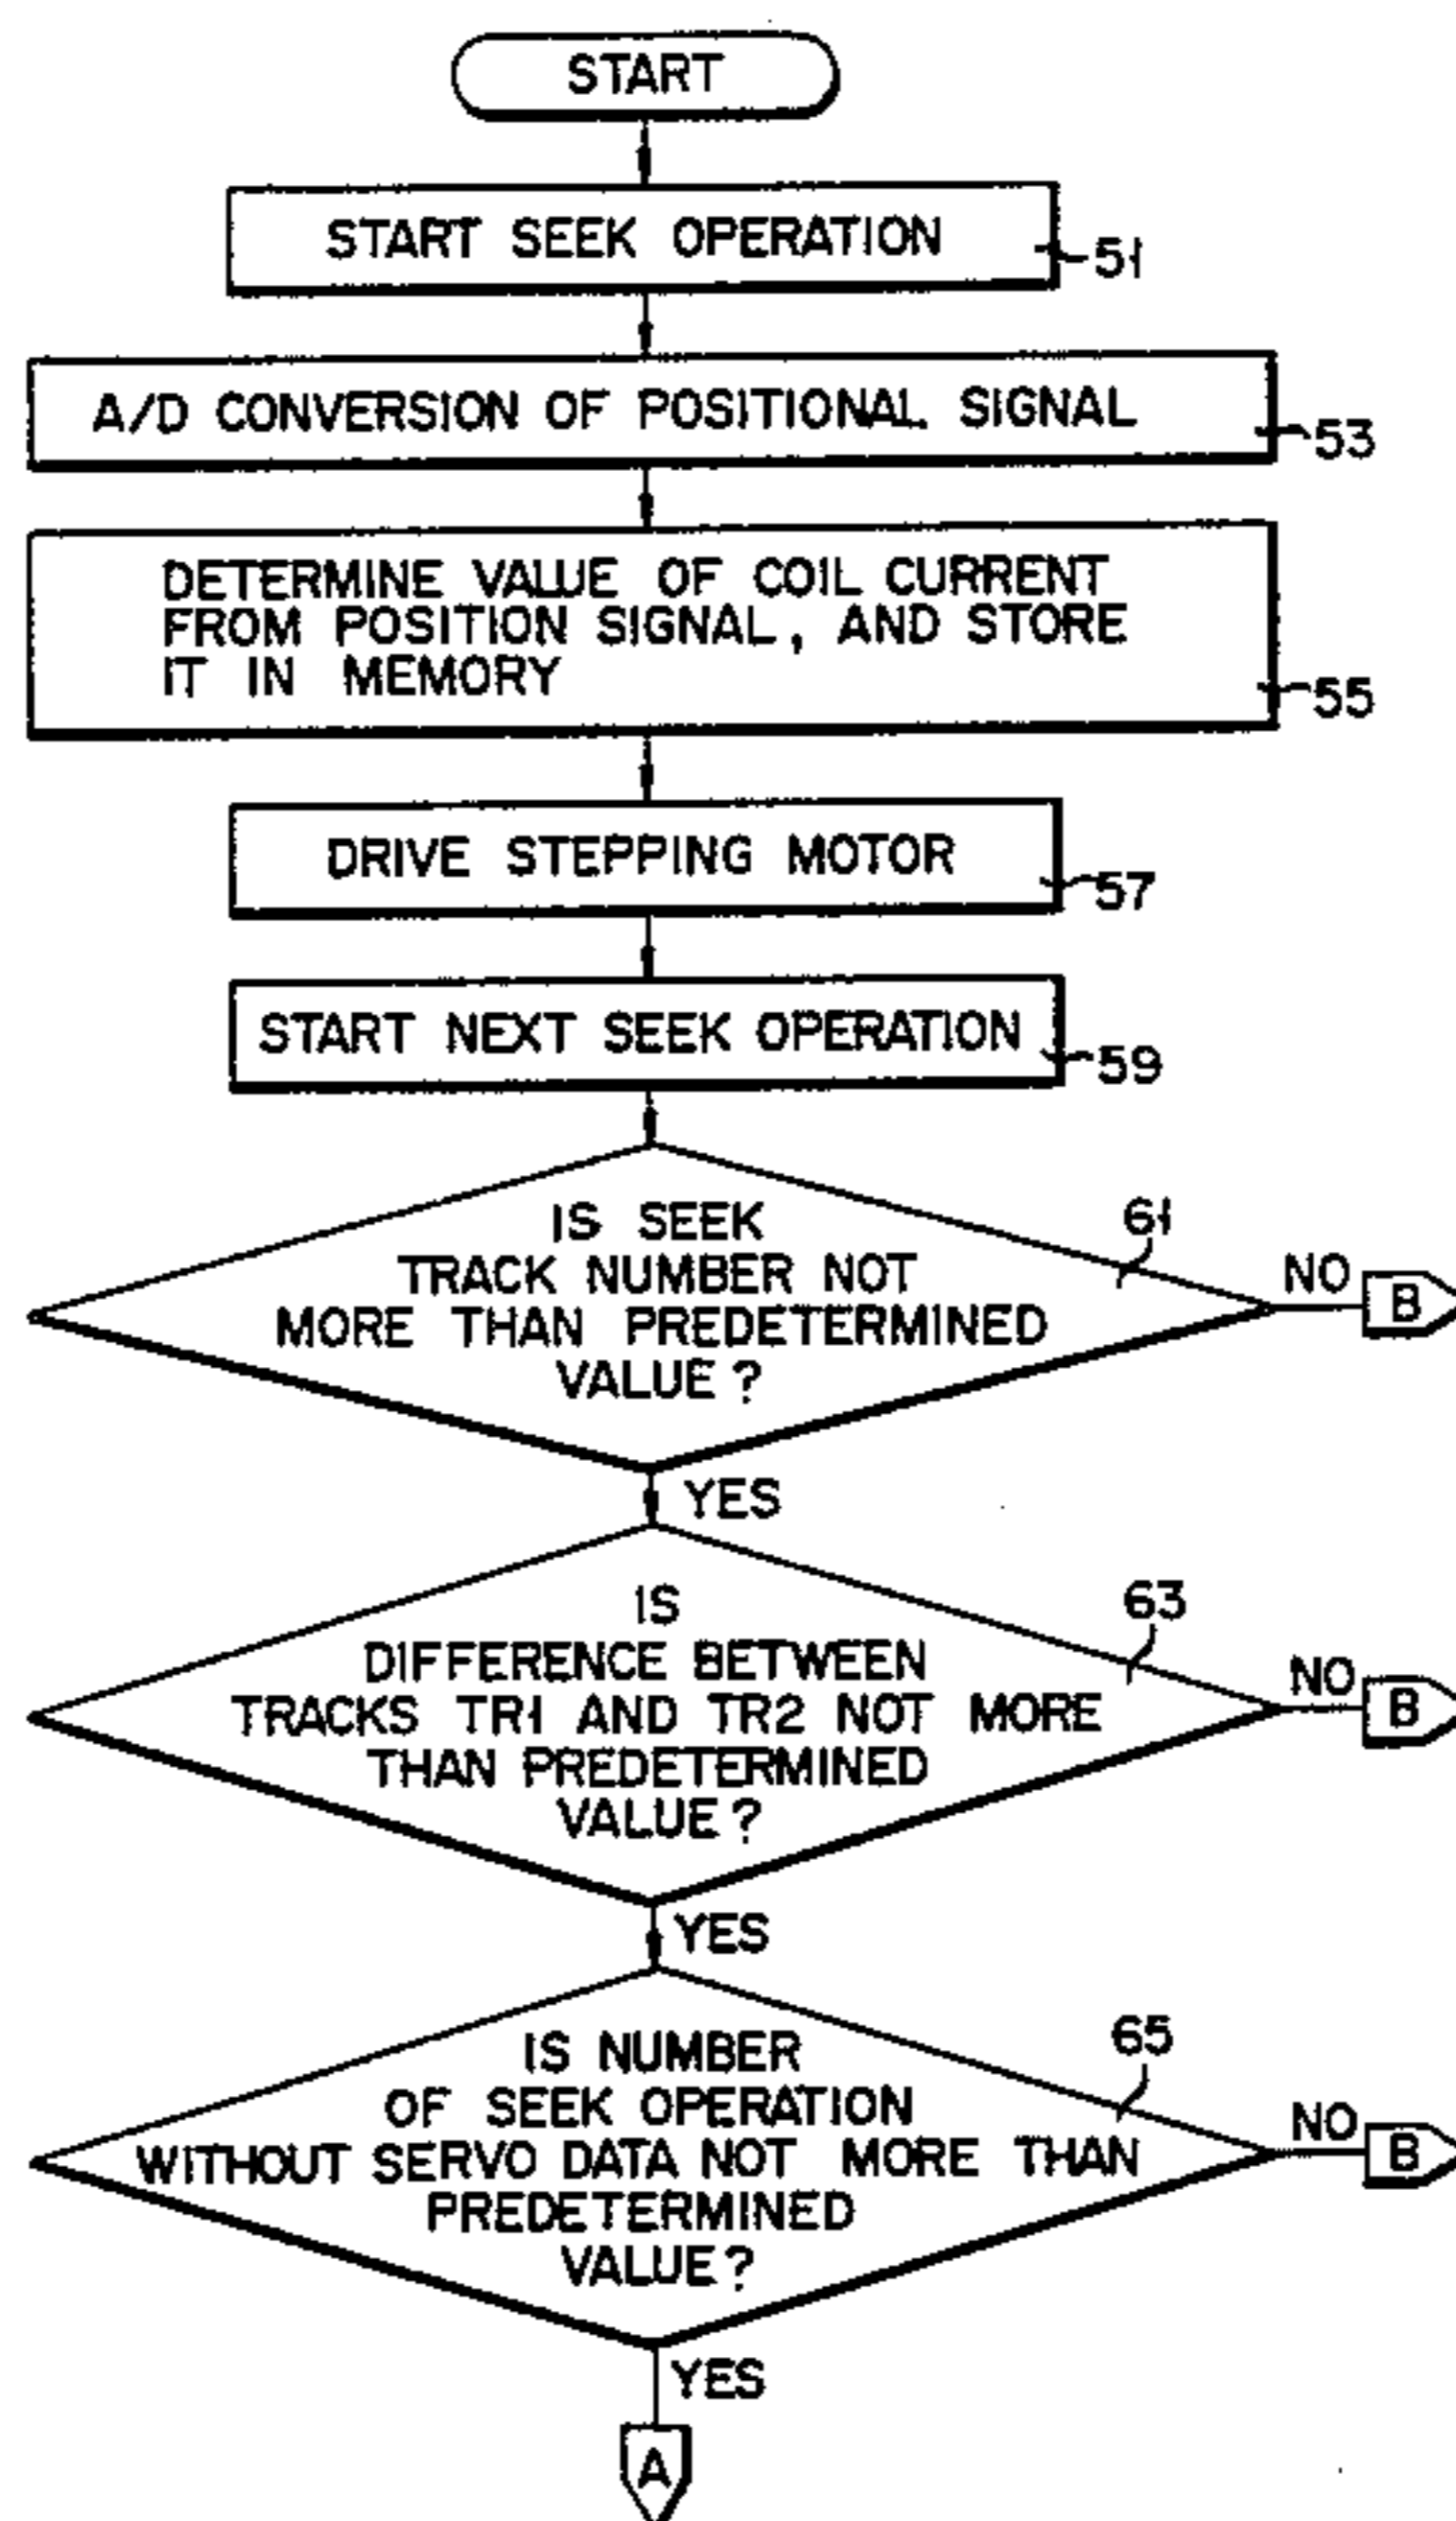 START
START SEEK OPERATION
51
A/D CONVERSION OF POSITIONAL SIGNAL
53
DETERMINE VALUE OF COIL CURRENT
FROM POSITION SIGNAL, AND STORE
IT IN MEMORY
55
DRIVE STEPPING MOTOR
57
START NEXT SEEK OPERATION
59
61
IS SEEK
TRACK NUMBER NOT
MORE THAN PREDETERMINED
VALUE?
NO
B
YES
63
IS
DIFFERENCE BETWEEN
TRACKS TR1 AND TR2 NOT MORE
THAN PREDETERMINED
VALUE?
NO
B
YES
65
IS NUMBER
OF SEEK OPERATION
WITHOUT SERVO DATA NOT MORE THAN
PREDETERMINED
VALUE?
NO
B
YES
A